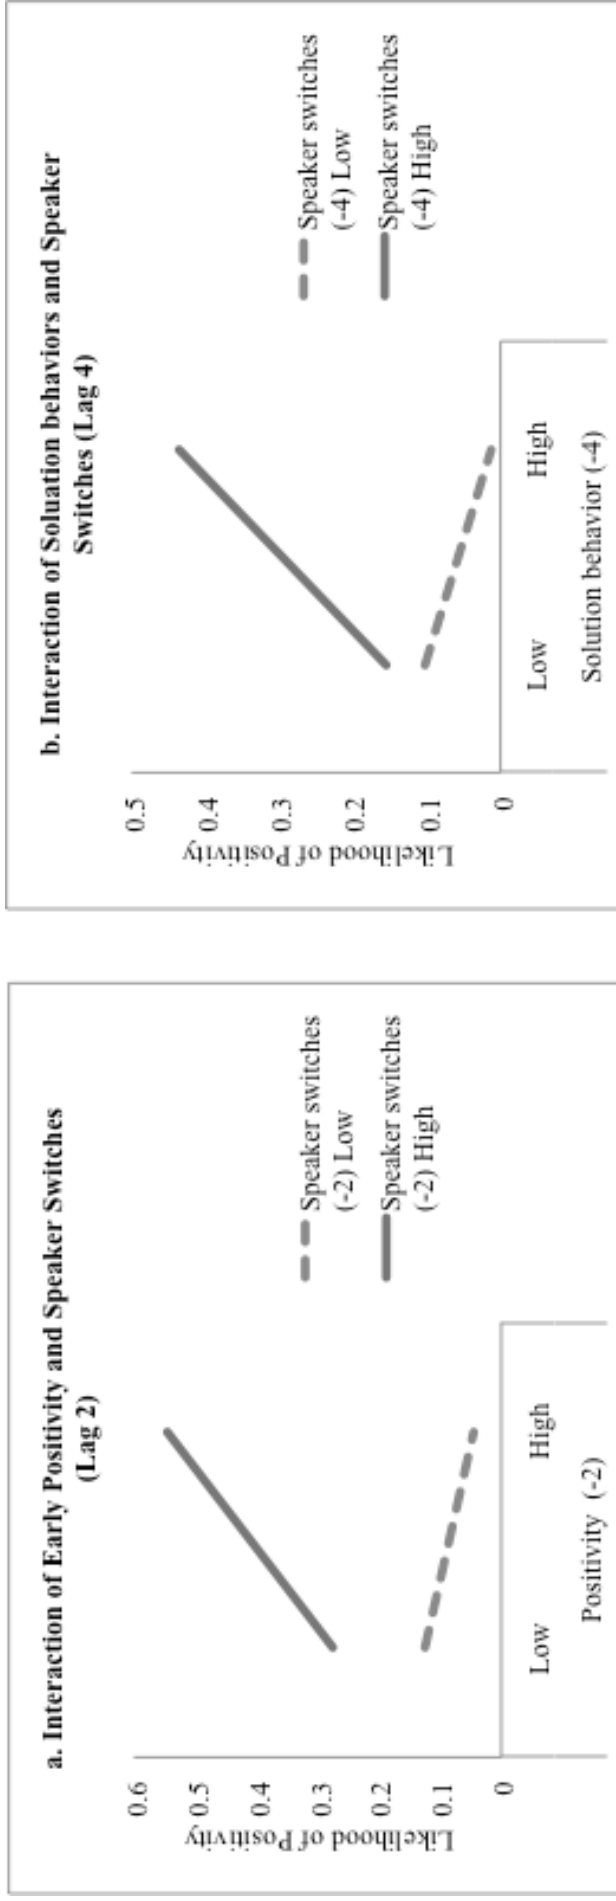 a. Interaction of Early Positivity and Speaker Switches
(Lag 2)
Likelihood of Positivity
0.6
0.5
0.4
0.3
0.2
0.1
0
Low
High
Positivity (-2)
Speaker switches
(-2) Low
Speaker switches
(-2) High
b. Interaction of Soluation behaviors and Speaker
Switches (Lag 4)
Likelihood of Positivity
0.5
0.4
0.3
0.2
0.1
0
Low
High
Solution behavior (-4)
Speaker switches
(-4) Low
Speaker switches
(-4) High